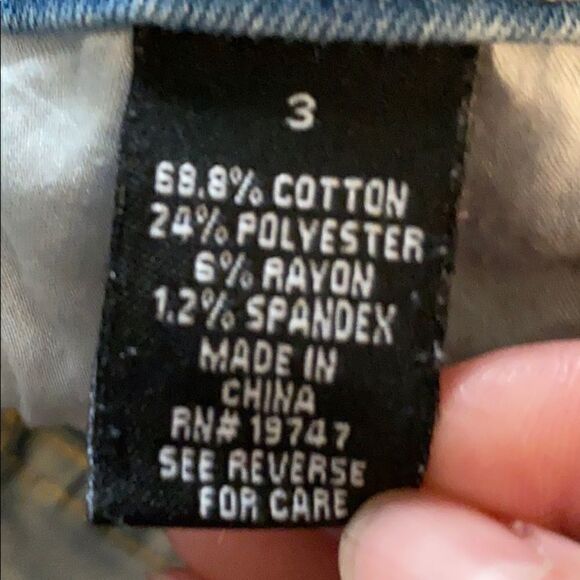 3
68.8% COTTON
24% POLYESTER
6% RAYON
1.2% SPANDEX
MADE IN
CHINA
RN# 19747
SEE REVERSE
FOR CARE